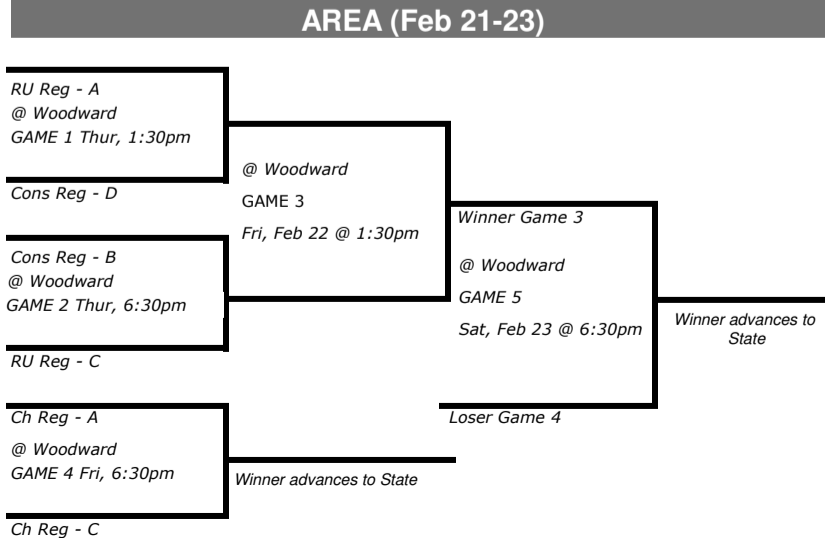 AREA (Feb 21-23)
RU Reg - A
@ Woodward
GAME 1 Thur, 1:30pm
Cons Reg - D
@ Woodward
GAME 3
Fri, Feb 22 @ 1:30pm
Cons Reg - B
@ Woodward
GAME 2 Thur, 6:30pm
RU Reg - C
Winner Game 3
@ Woodward
GAME 5
Sat, Feb 23 @ 6:30pm
Loser Game 4
Winner advances to
State
Ch Reg - A
@ Woodward
GAME 4 Fri, 6:30pm
Ch Reg - C
Winner advances to State